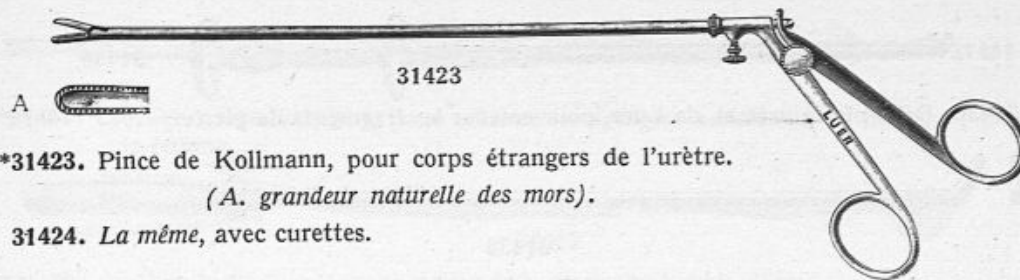 31423
A
LUER
*31423. Pince de Kollmann, pour corps étrangers de l'urètre.
(A. grandeur naturelle des mors).
31424. La même, avec curettes.